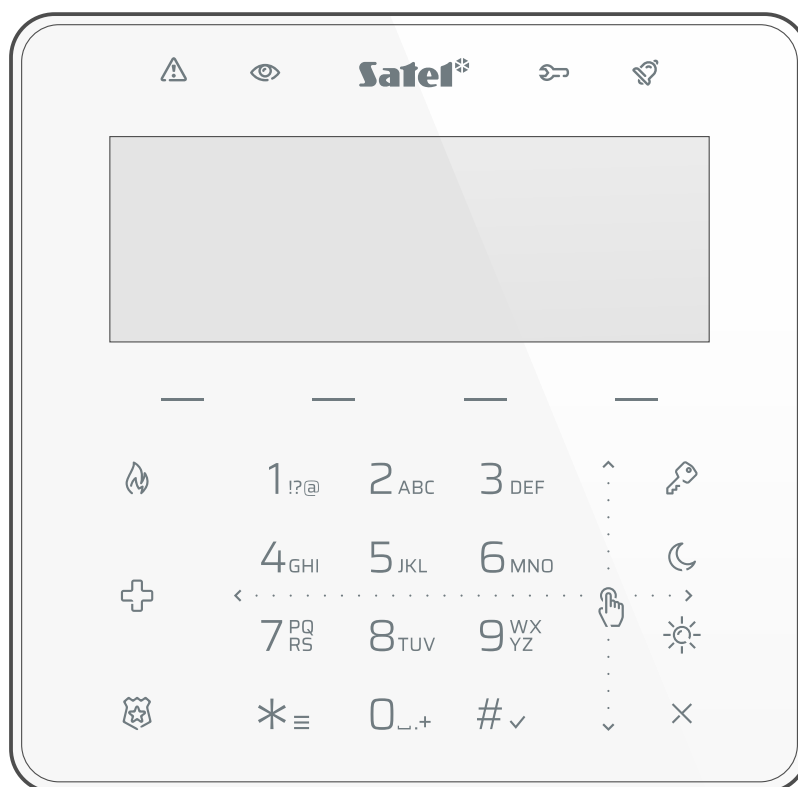 Satel
1 !?@ 2 ABC 3 DEF
4 GHI 5 JKL 6 MNO
7 PQRS 8 TUV 9 WXYZ
* 0 ⎵.+ #